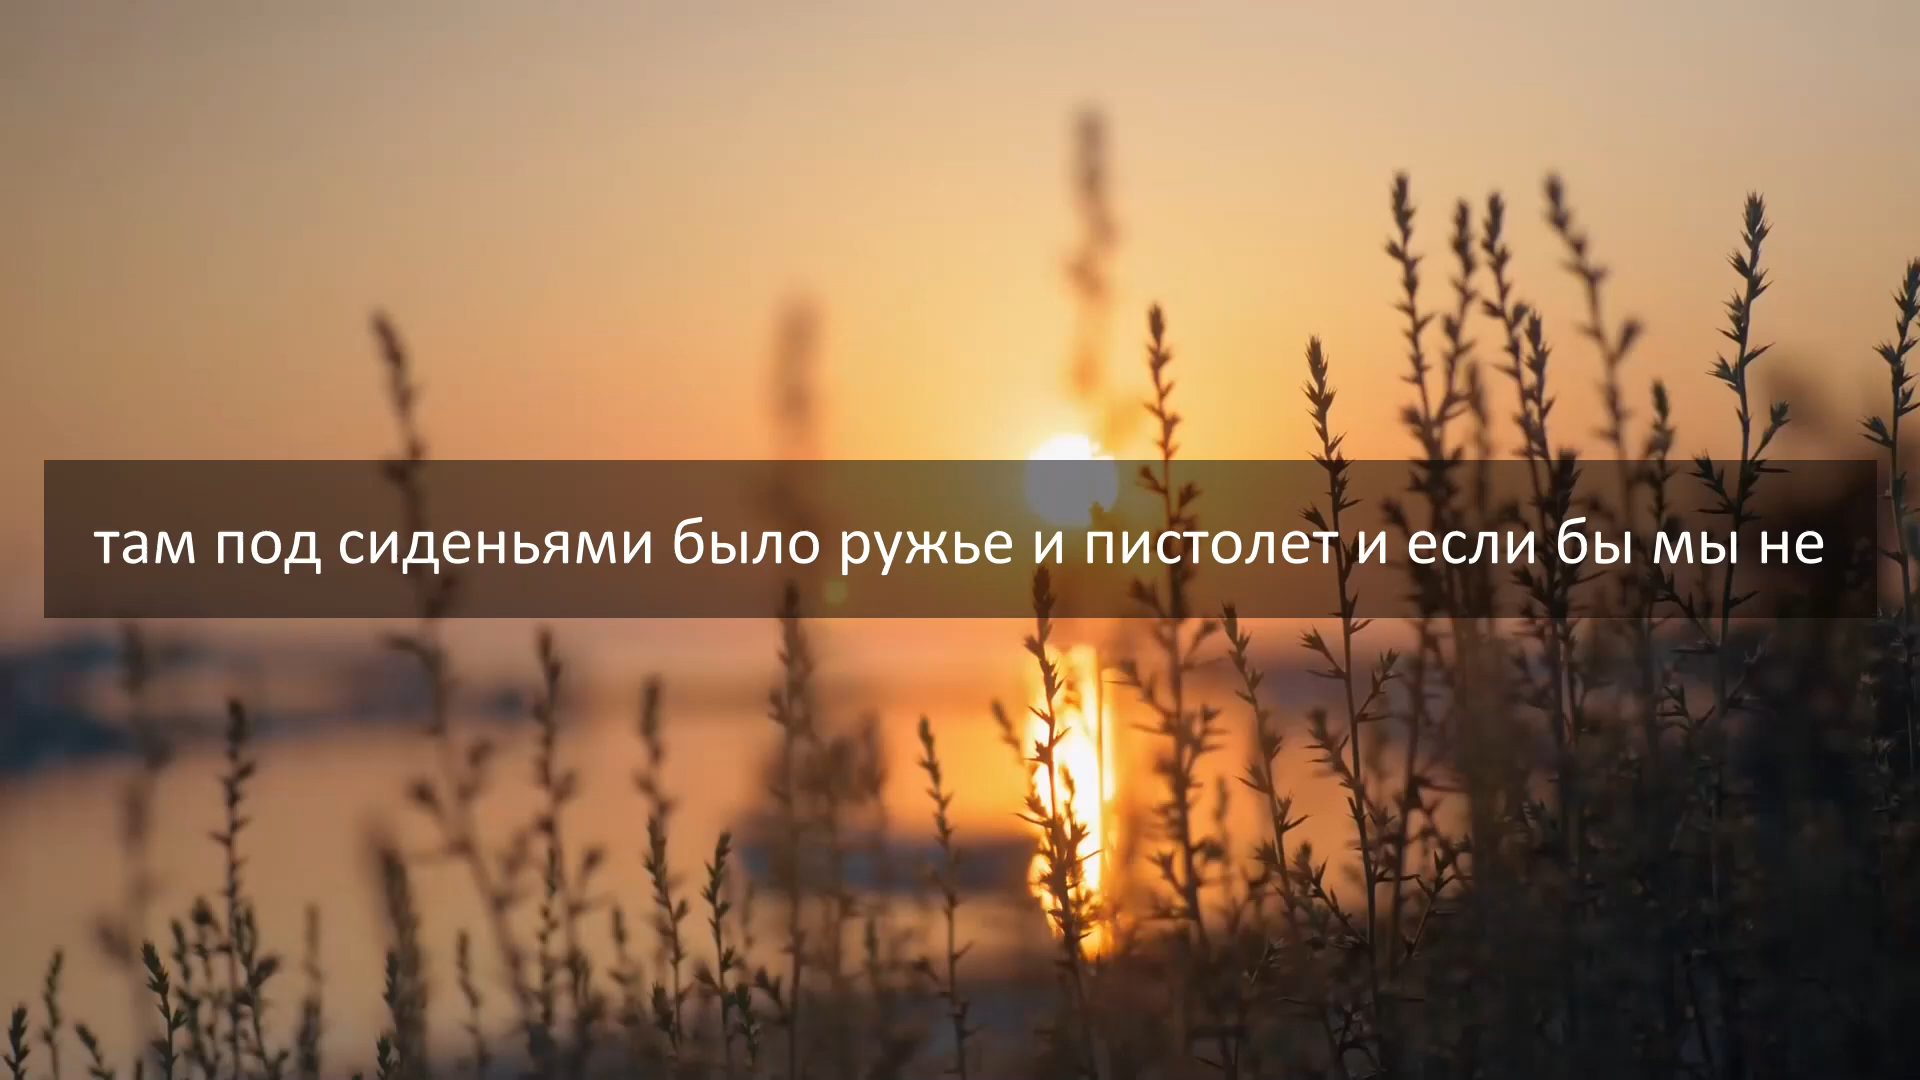 там под сиденьями было ружье и пистолет и если бы мы не